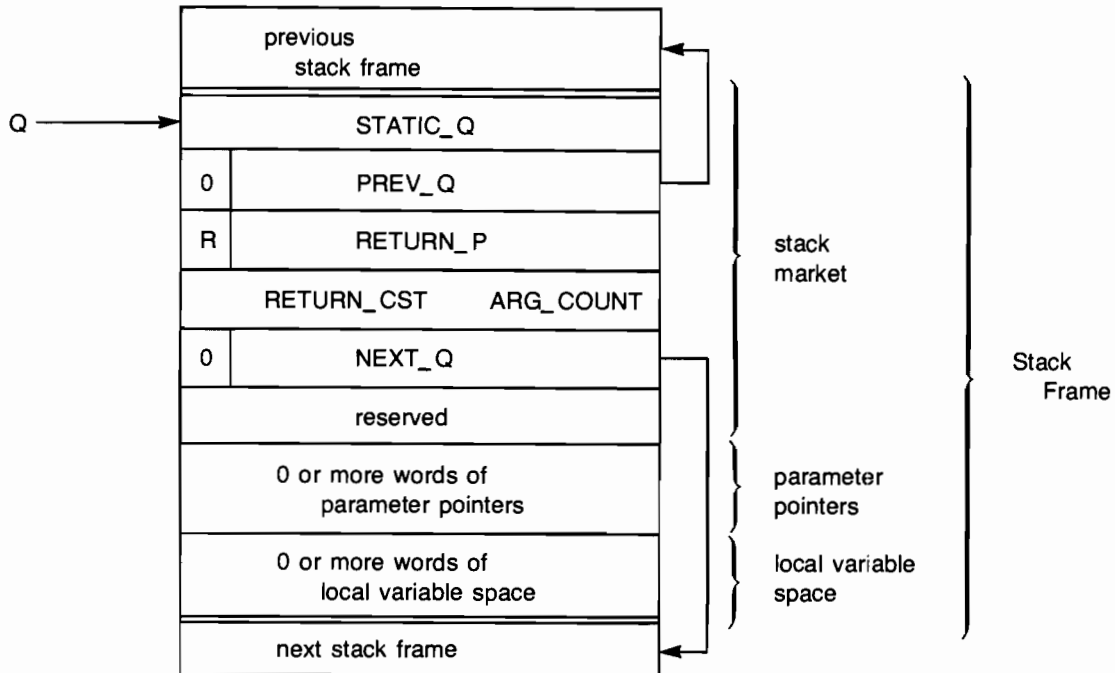 previous
stack frame
Q
STATIC_Q
0 PREV_Q
R RETURN_P
stack
market
RETURN_CST ARG_COUNT
0 NEXT_Q
Stack
Frame
reserved
0 or more words of
parameter pointers
parameter
pointers
0 or more words of
local variable space
local variable
space
next stack frame